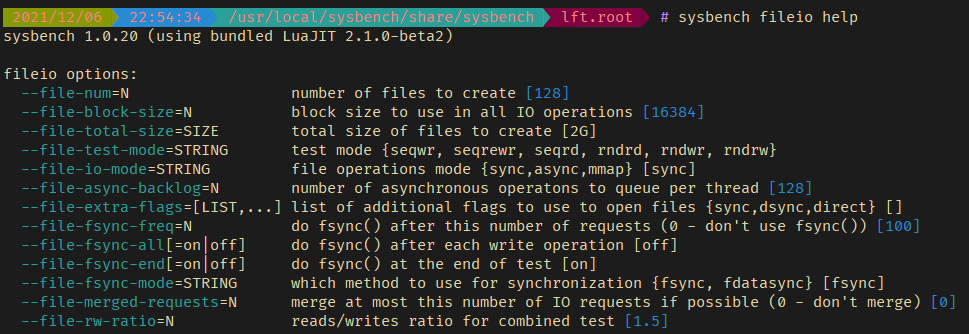 2021/12/06 22:54:34 /usr/local/sysbench/share/sysbench lft.root # sysbench fileio help
sysbench 1.0.20 (using bundled LuaJIT 2.1.0-beta2)
fileio options:
--file-num=N number of files to create [128]
--file-block-size=N block size to use in all IO operations [16384]
--file-total-size=SIZE total size of files to create [2G]
--file-test-mode=STRING test mode {seqwr, seqrewr, seqrd, rndrd, rndwr, rndrw}
--file-io-mode=STRING file operations mode {sync,async,mmap} [sync]
--file-async-backlog=N number of asynchronous operatons to queue per thread [128]
--file-extra-flags=[LIST,...] list of additional flags to use to open files {sync,dsync,direct} []
--file-fsync-freq=N do fsync() after this number of requests (0 - don't use fsync()) [100]
--file-fsync-all[=on|off] do fsync() after each write operation [off]
--file-fsync-end[=on|off] do fsync() at the end of test [on]
--file-fsync-mode=STRING which method to use for synchronization {fsync, fdatasync} [fsync]
--file-merged-requests=N merge at most this number of IO requests if possible (0 - don't merge) [0]
--file-rw-ratio=N reads/writes ratio for combined test [1.5]